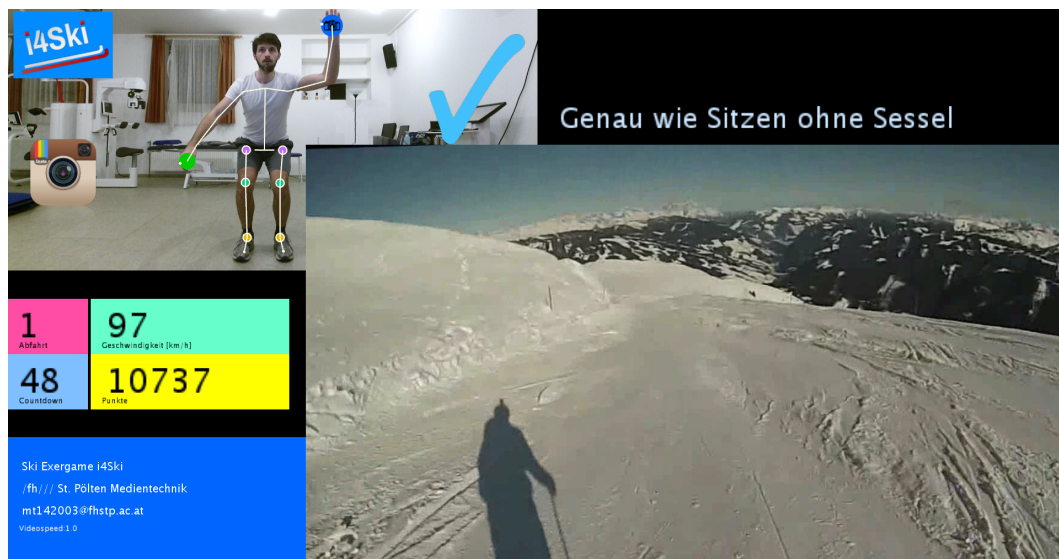 i4Ski
Insta
Genau wie Sitzen ohne Sessel
1
Abfahrt
97
Geschwindigkeit [km/h]
48
Countdown
10737
Punkte
Ski Exergame i4Ski
/fh/// St. Pölten Medientechnik
mt142003@fhstp.ac.at
Videospeed:1.0